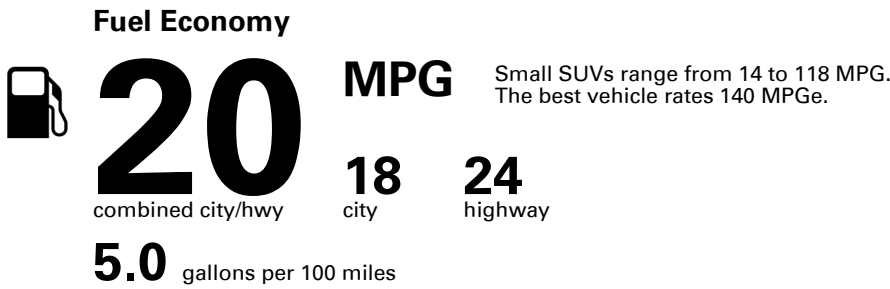 Fuel Economy
20 MPG
Small SUVs range from 14 to 118 MPG.
The best vehicle rates 140 MPGe.
18 24
combined city/hwy city highway
5.0 gallons per 100 miles